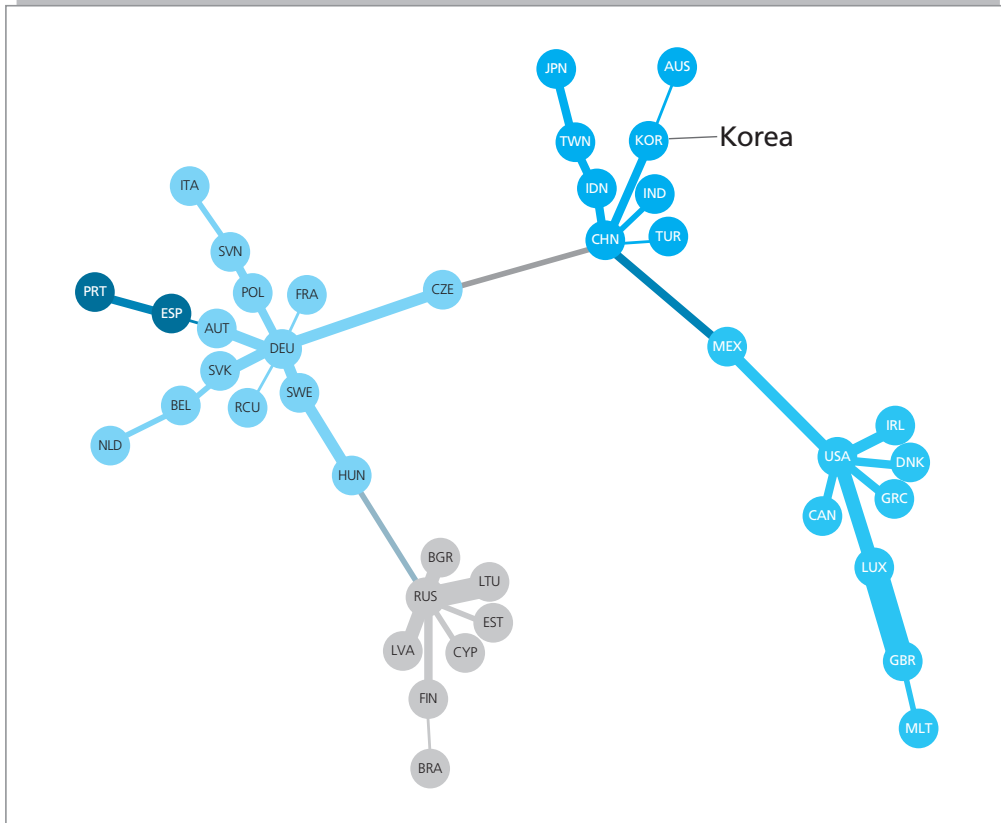 JPN
AUS
TWN
KOR
Korea
ITA
IDN
IND
SVN
CHN
TUR
PRT
ESP
POL
FRA
CZE
AUT
DEU
MEX
SVK
SWE
BEL
RCU
NLD
IRL
USA
DNK
HUN
GRC
CAN
BGR
LTU
LUX
RUS
EST
LVA
CYP
GBR
FIN
MLT
BRA